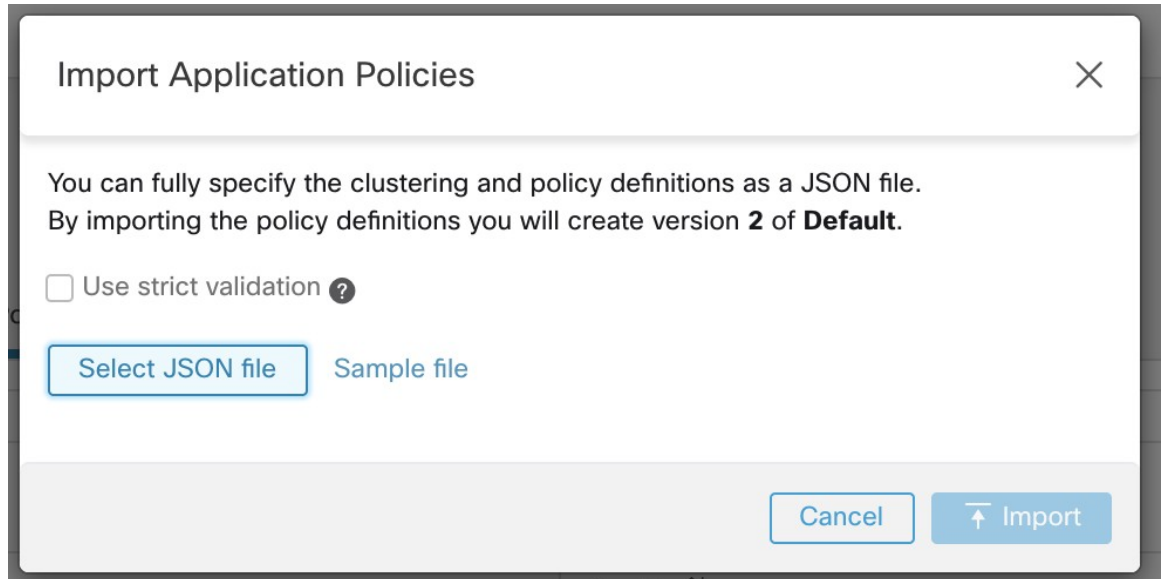 Import Application Policies
You can fully specify the clustering and policy definitions as a JSON file.
By importing the policy definitions you will create version 2 of Default.
Use strict validation ?
Select JSON file Sample file
Cancel Import